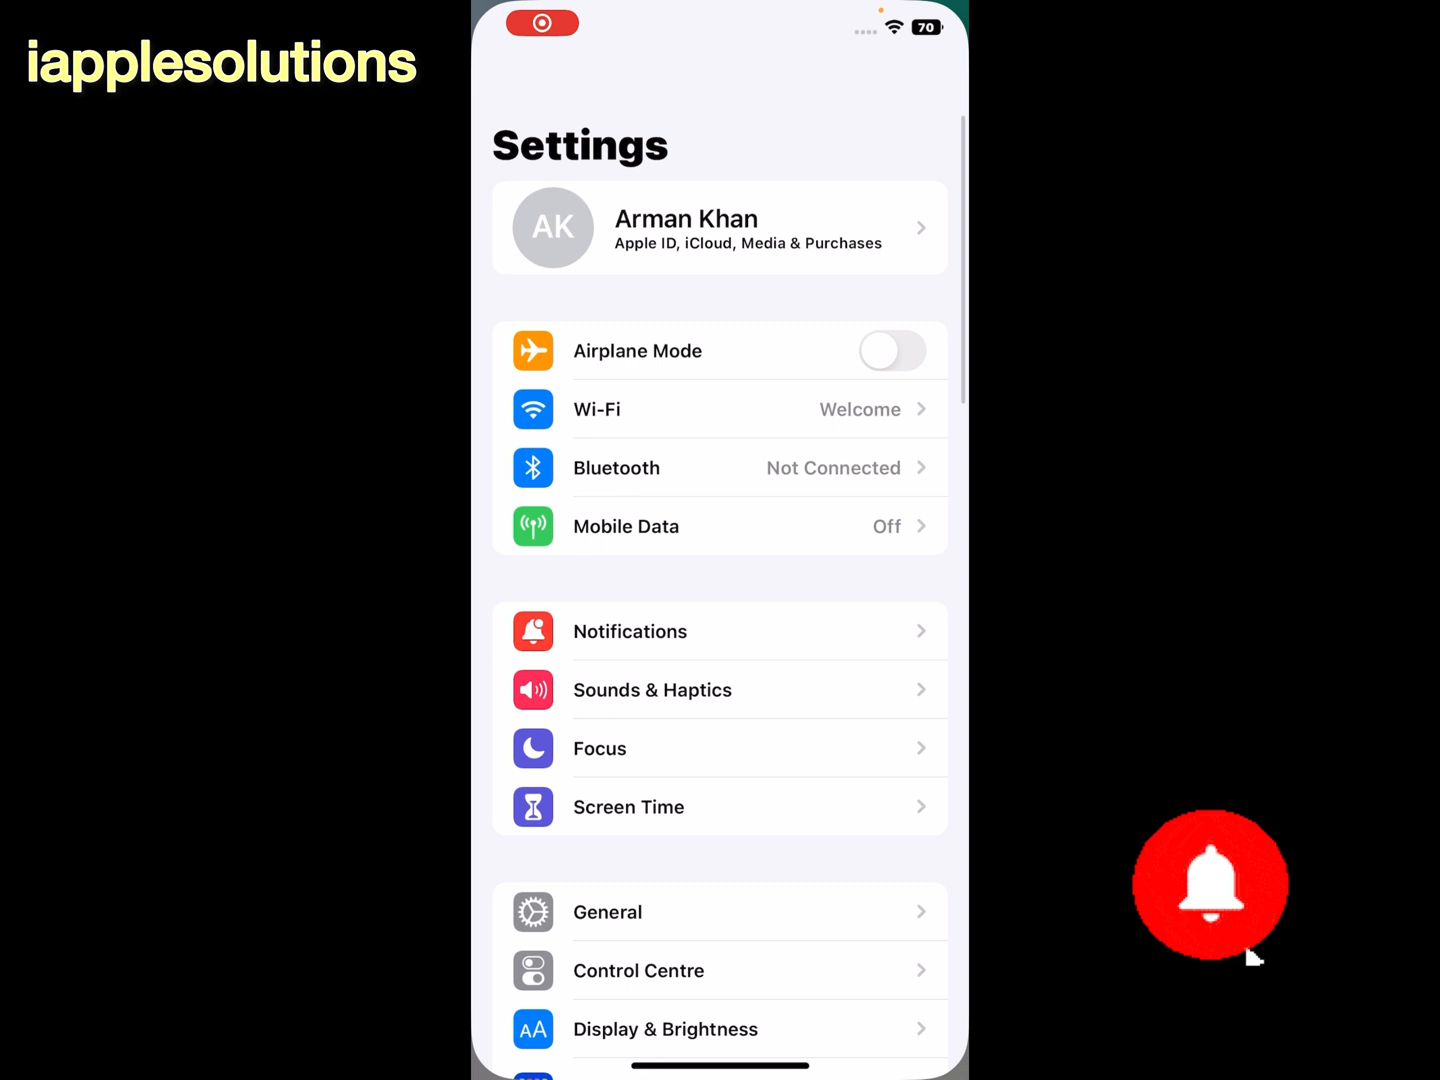 iapplesolutions
70
Settings
AK
Arman Khan
Apple ID, iCloud, Media & Purchases
Airplane Mode
Wi-Fi Welcome
Bluetooth Not Connected
Mobile Data Off
Notifications
Sounds & Haptics
Focus
Screen Time
General
Control Centre
AA Display & Brightness